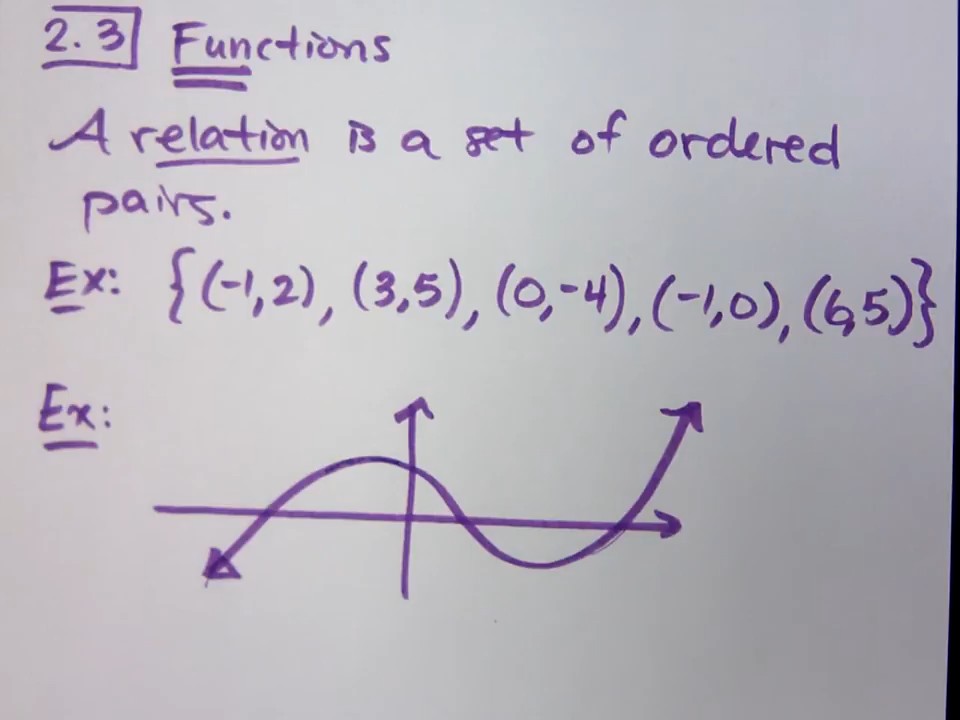 2.3 Functions
A relation is a set of ordered
pairs.
Ex: {(-1,2), (3,5), (0,-4), (-1,0), (6,5)}
Ex: